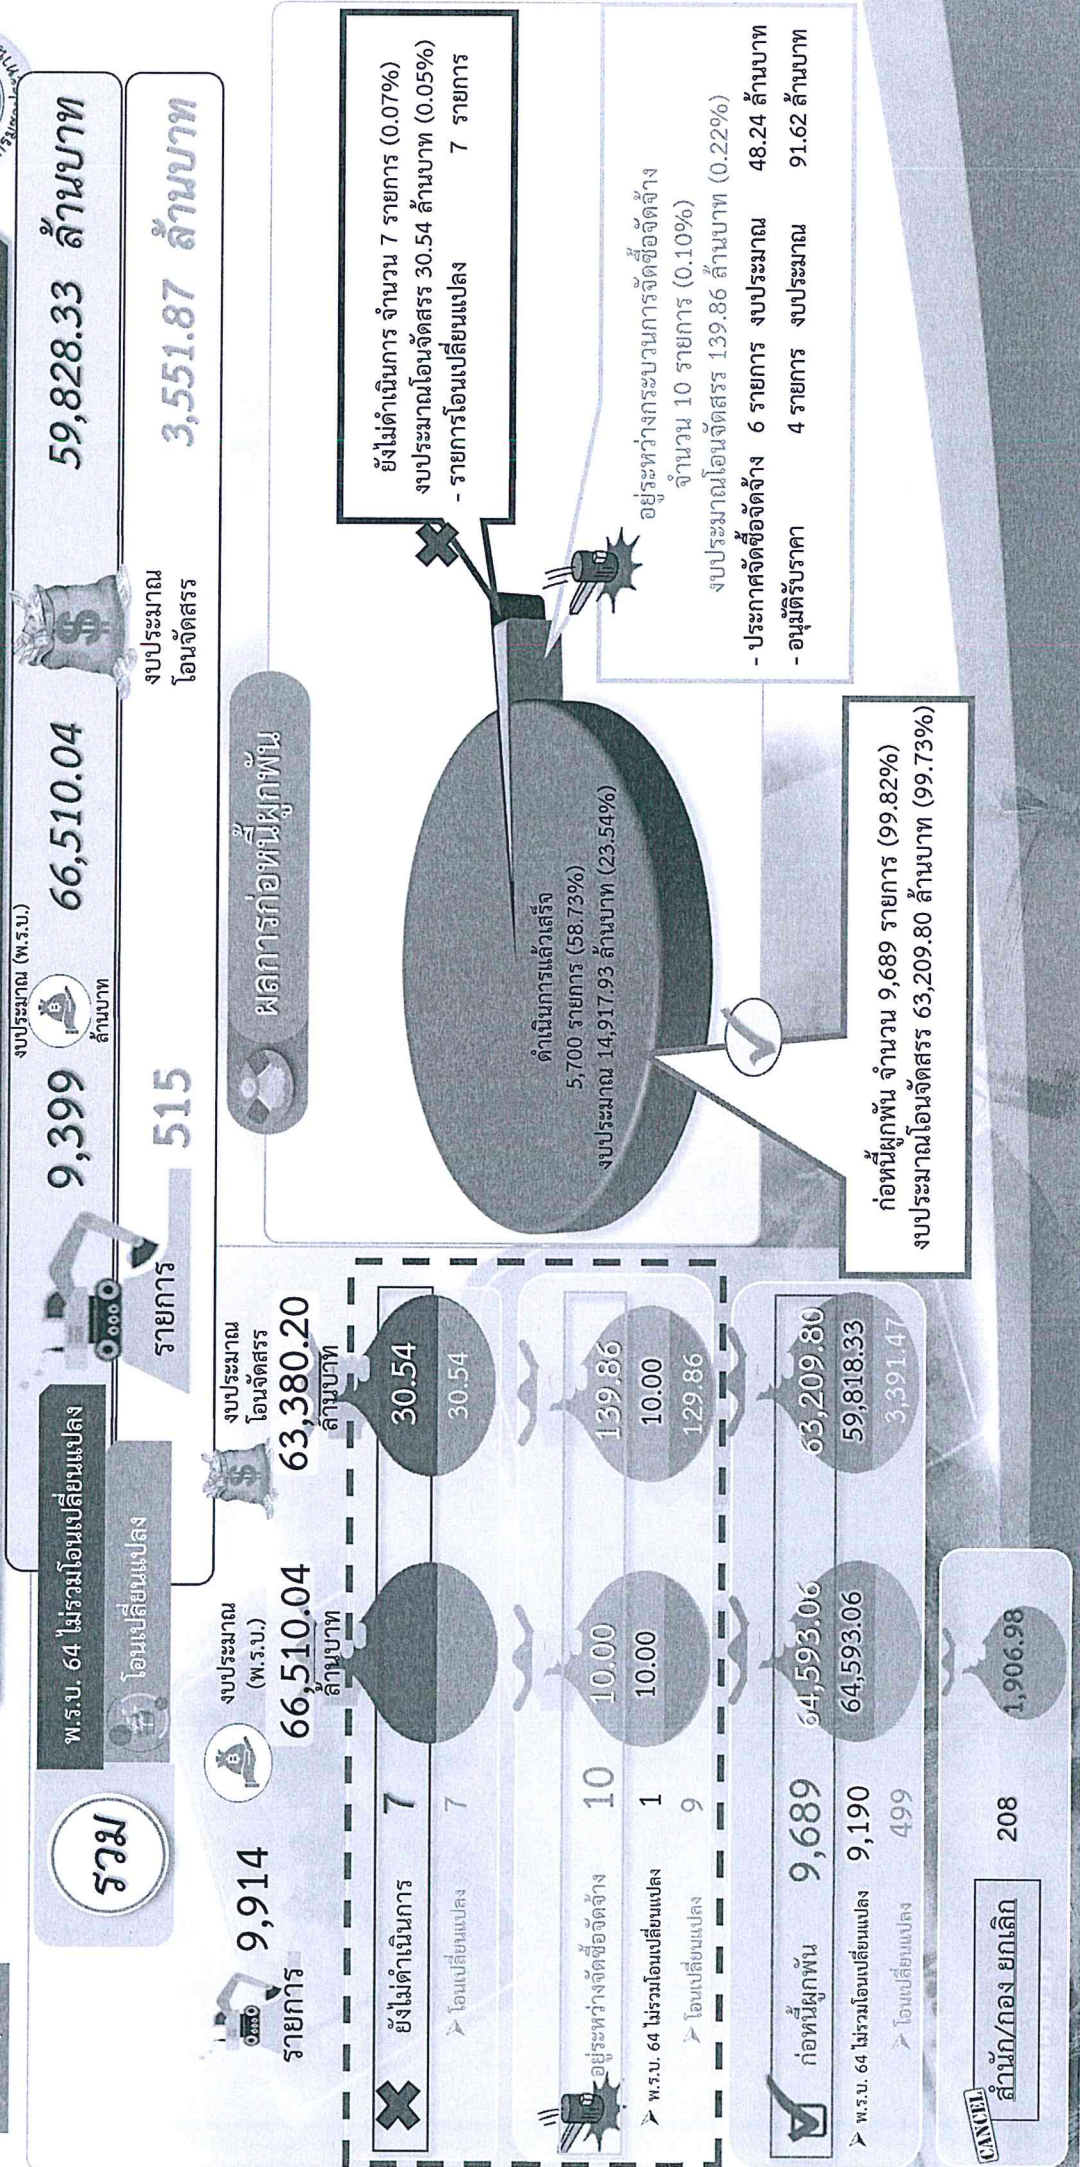 รวม
พ.ร.บ. 64 ไม่รวมโอนเปลี่ยนแปลง
โอนเปลี่ยนแปลง
รายการ
9,399
515
งบประมาณ (พ.ร.บ.)
66,510.04
ล้านบาท
งบประมาณ
โอนจัดสรร
59,828.33 ล้านบาท
3,551.87 ล้านบาท
รายการ
9,914
งบประมาณ
(พ.ร.บ.)
66,510.04
ล้านบาท
งบประมาณ
โอนจัดสรร
63,380.20
ล้านบาท
ยังไม่ดำเนินการ 7 30.54
➢ โอนเปลี่ยนแปลง 7 30.54
อยู่ระหว่างจัดซื้อจัดจ้าง 10 10.00 139.86
➢ พ.ร.บ. 64 ไม่รวมโอนเปลี่ยนแปลง 1 10.00 10.00
➢ โอนเปลี่ยนแปลง 9 129.86
ก่อหนี้ผูกพัน 9,689 64,593.06 63,209.80
➢ พ.ร.บ. 64 ไม่รวมโอนเปลี่ยนแปลง 9,190 64,593.06 59,818.33
➢ โอนเปลี่ยนแปลง 499 3,391.47
CANCEL
สำนัก/กอง ยกเลิก 208 1,906.98
ผลการก่อหนี้ผูกพัน
ดำเนินการแล้วเสร็จ
5,700 รายการ (58.73%)
งบประมาณ 14,917.93 ล้านบาท (23.54%)
ยังไม่ดำเนินการ จำนวน 7 รายการ (0.07%)
งบประมาณโอนจัดสรร 30.54 ล้านบาท (0.05%)
- รายการโอนเปลี่ยนแปลง 7 รายการ
อยู่ระหว่างกระบวนการจัดซื้อจัดจ้าง
จำนวน 10 รายการ (0.10%)
งบประมาณโอนจัดสรร 139.86 ล้านบาท (0.22%)
- ประกาศจัดซื้อจัดจ้าง 6 รายการ งบประมาณ 48.24 ล้านบาท
- อนุมัติรับราคา 4 รายการ งบประมาณ 91.62 ล้านบาท
ก่อหนี้ผูกพัน จำนวน 9,689 รายการ (99.82%)
งบประมาณโอนจัดสรร 63,209.80 ล้านบาท (99.73%)